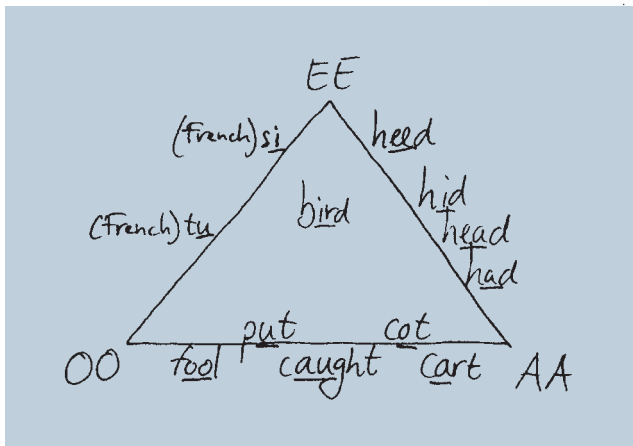 EE
(French) si heed
hid
bird
(French) tu head
had
put cot
OO fool caught cart AA